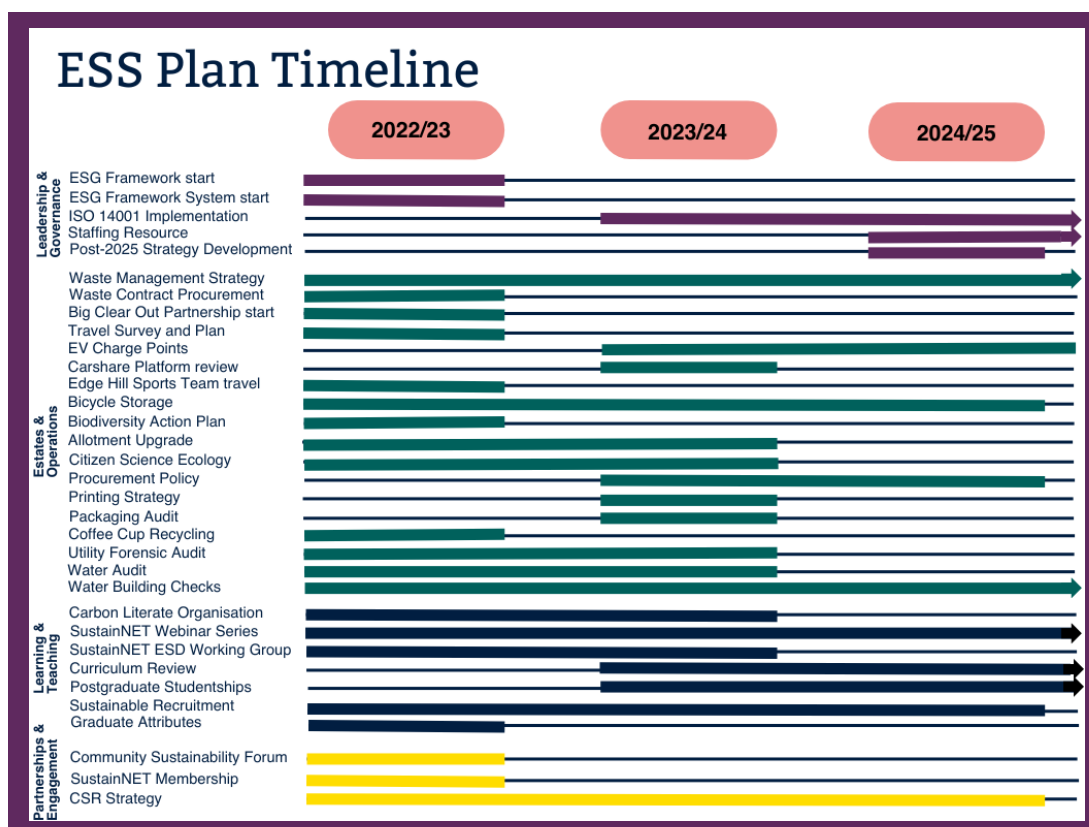 ESS Plan Timeline
2022/23
2023/24
2024/25
Leadership &
Governance
ESG Framework start
ESG Framework System start
ISO 14001 Implementation
Staffing Resource
Post-2025 Strategy Development
Estates &
Operations
Waste Management Strategy
Waste Contract Procurement
Big Clear Out Partnership start
Travel Survey and Plan
EV Charge Points
Carshare Platform review
Edge Hill Sports Team travel
Bicycle Storage
Biodiversity Action Plan
Allotment Upgrade
Citizen Science Ecology
Procurement Policy
Printing Strategy
Packaging Audit
Coffee Cup Recycling
Utility Forensic Audit
Water Audit
Water Building Checks
Learning &
Teaching
Carbon Literate Organisation
SustainNET Webinar Series
SustainNET ESD Working Group
Curriculum Review
Postgraduate Studentships
Sustainable Recruitment
Graduate Attributes
Partnerships &
Engagement
Community Sustainability Forum
SustainNET Membership
CSR Strategy